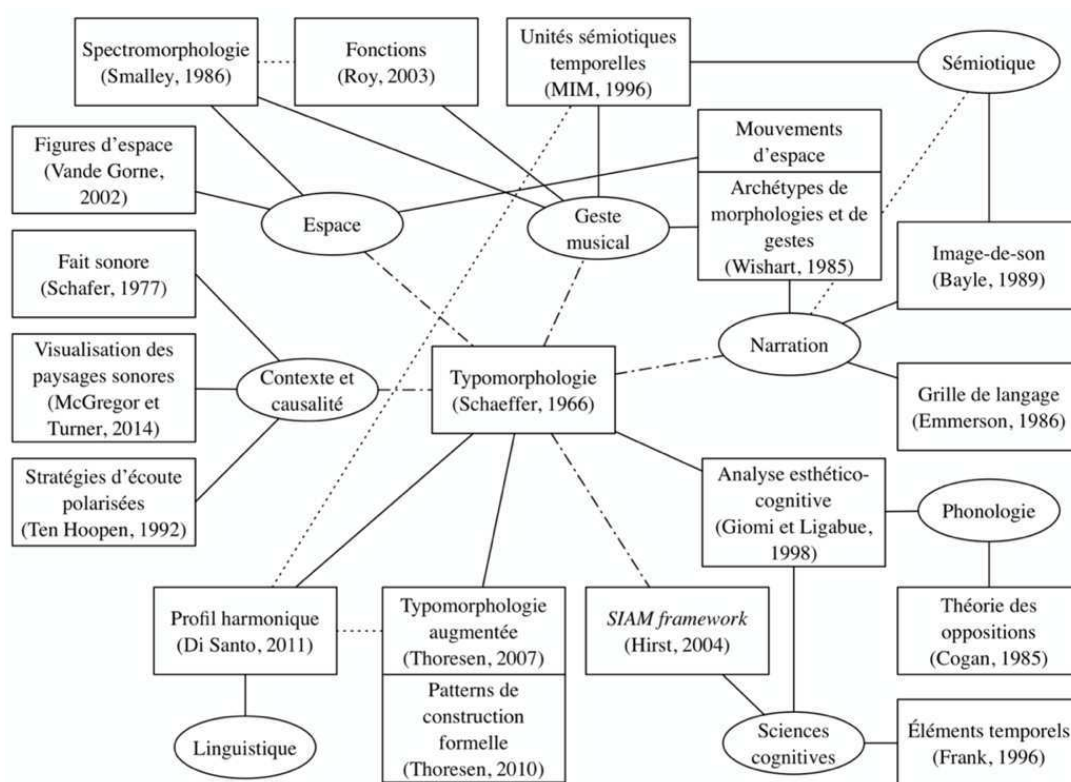 Spectromorphologie
(Smalley, 1986)
Fonctions
(Roy, 2003)
Unités sémiotiques
temporelles
(MIM, 1996)
Sémiotique
Figures d'espace
(Vande Gorne,
2002)
Espace
Geste
musical
Mouvements
d'espace
Archétypes de
morphologies et de
gestes
(Wishart, 1985)
Image-de-son
(Bayle, 1989)
Fait sonore
(Schafer, 1977)
Visualisation des
paysages sonores
(McGregor et
Turner, 2014)
Contexte et
causalité
Typomorphologie
(Schaeffer, 1966)
Narration
Grille de langage
(Emmerson, 1986)
Stratégies d'écoute
polarisées
(Ten Hoopen, 1992)
Analyse esthético-
cognitive
(Giomi et Ligabue,
1998)
Phonologie
Profil harmonique
(Di Santo, 2011)
Typomorphologie
augmentée
(Thoresen, 2007)
Patterns de
construction
formelle
(Thoresen, 2010)
SIAM framework
(Hirst, 2004)
Théorie des
oppositions
(Cogan, 1985)
Linguistique
Sciences
cognitives
Éléments temporels
(Frank, 1996)